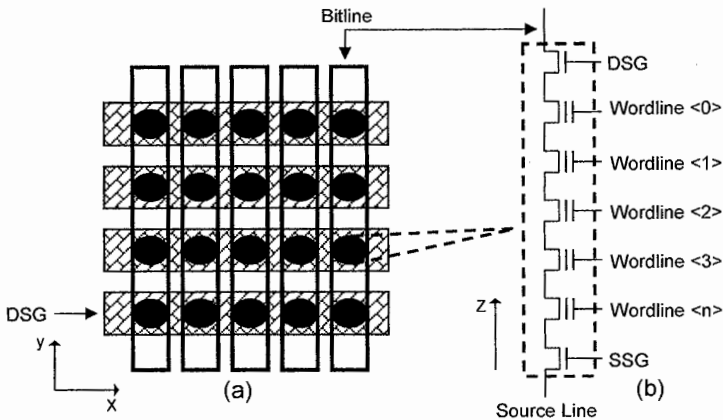 Bitline
DSG
Wordline <0>
Wordline <1>
Wordline <2>
Wordline <3>
Wordline <n>
SSG
Source Line
Z
(b)
DSG
y
x
(a)